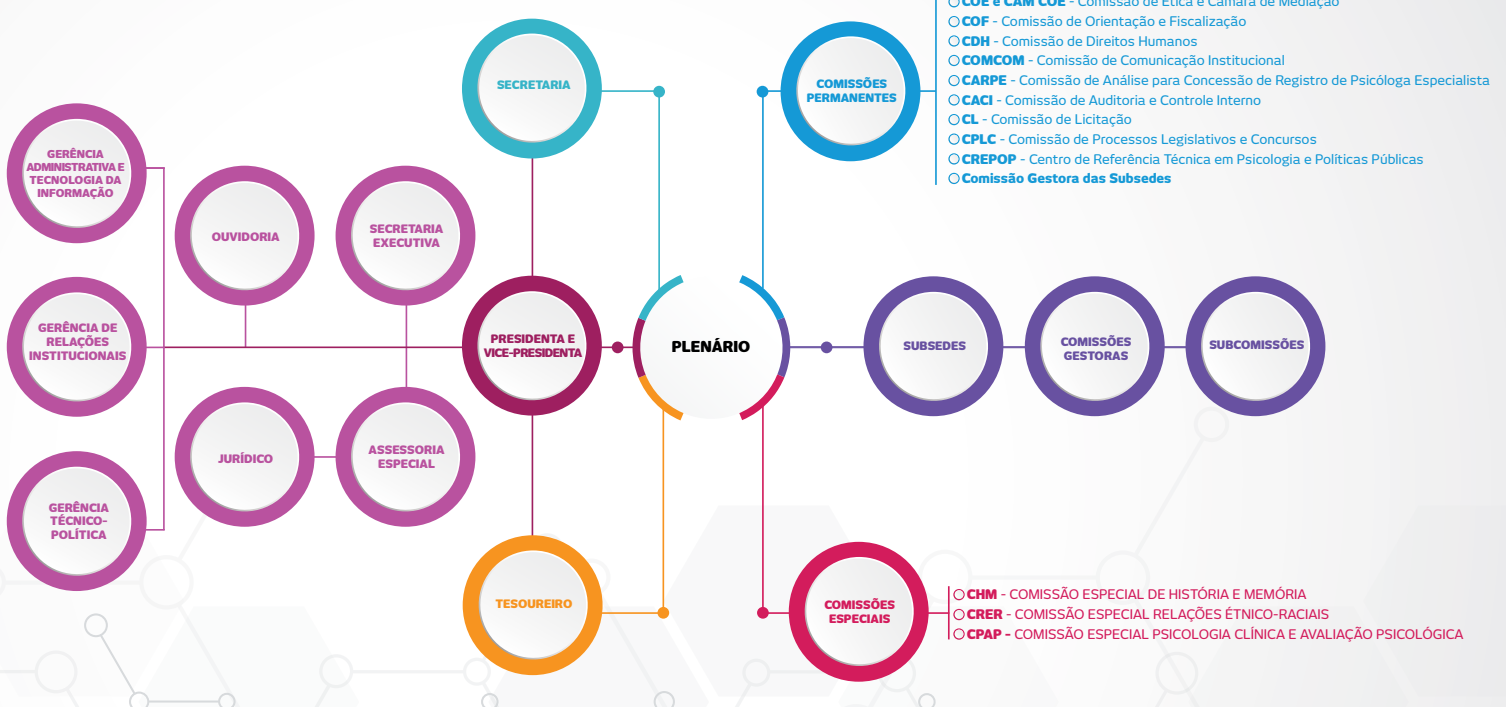 COE e CAM COE - Comissão de Ética e Câmara de Mediação
COF - Comissão de Orientação e Fiscalização
CDH - Comissão de Direitos Humanos
COMCOM - Comissão de Comunicação Institucional
CARPE - Comissão de Análise para Concessão de Registro de Psicóloga Especialista
CACI - Comissão de Auditoria e Controle Interno
CL - Comissão de Licitação
CPLC - Comissão de Processos Legislativos e Concursos
CREPOP - Centro de Referência Técnica em Psicologia e Políticas Públicas
Comissão Gestora das Subsedes
SECRETARIA
COMISSÕES
PERMANENTES
GERÊNCIA
ADMINISTRATIVA E
TECNOLOGIA DA
INFORMAÇÃO
OUVIDORIA
SECRETARIA
EXECUTIVA
GERÊNCIA DE
RELAÇÕES
INSTITUCIONAIS
PRESIDENTA E
VICE-PRESIDENTA
PLENÁRIO
SUBSEDES
COMISSÕES
GESTORAS
SUBCOMISSÕES
JURÍDICO
ASSESSORIA
ESPECIAL
GERÊNCIA
TÉCNICO-
POLÍTICA
TESOUREIRO
COMISSÕES
ESPECIAIS
CHM - COMISSÃO ESPECIAL DE HISTÓRIA E MEMÓRIA
CRER - COMISSÃO ESPECIAL RELAÇÕES ÉTNICO-RACIAIS
CPAP - COMISSÃO ESPECIAL PSICOLOGIA CLÍNICA E AVALIAÇÃO PSICOLÓGICA